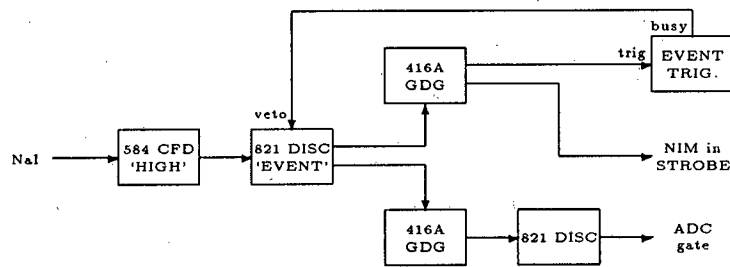 busy
416A
GDG
trig
EVENT
TRIG.
veto
NaI
584 CFD
'HIGH'
821 DISC
'EVENT'
NIM in
STROBE
416A
GDG
821 DISC
ADC
gate